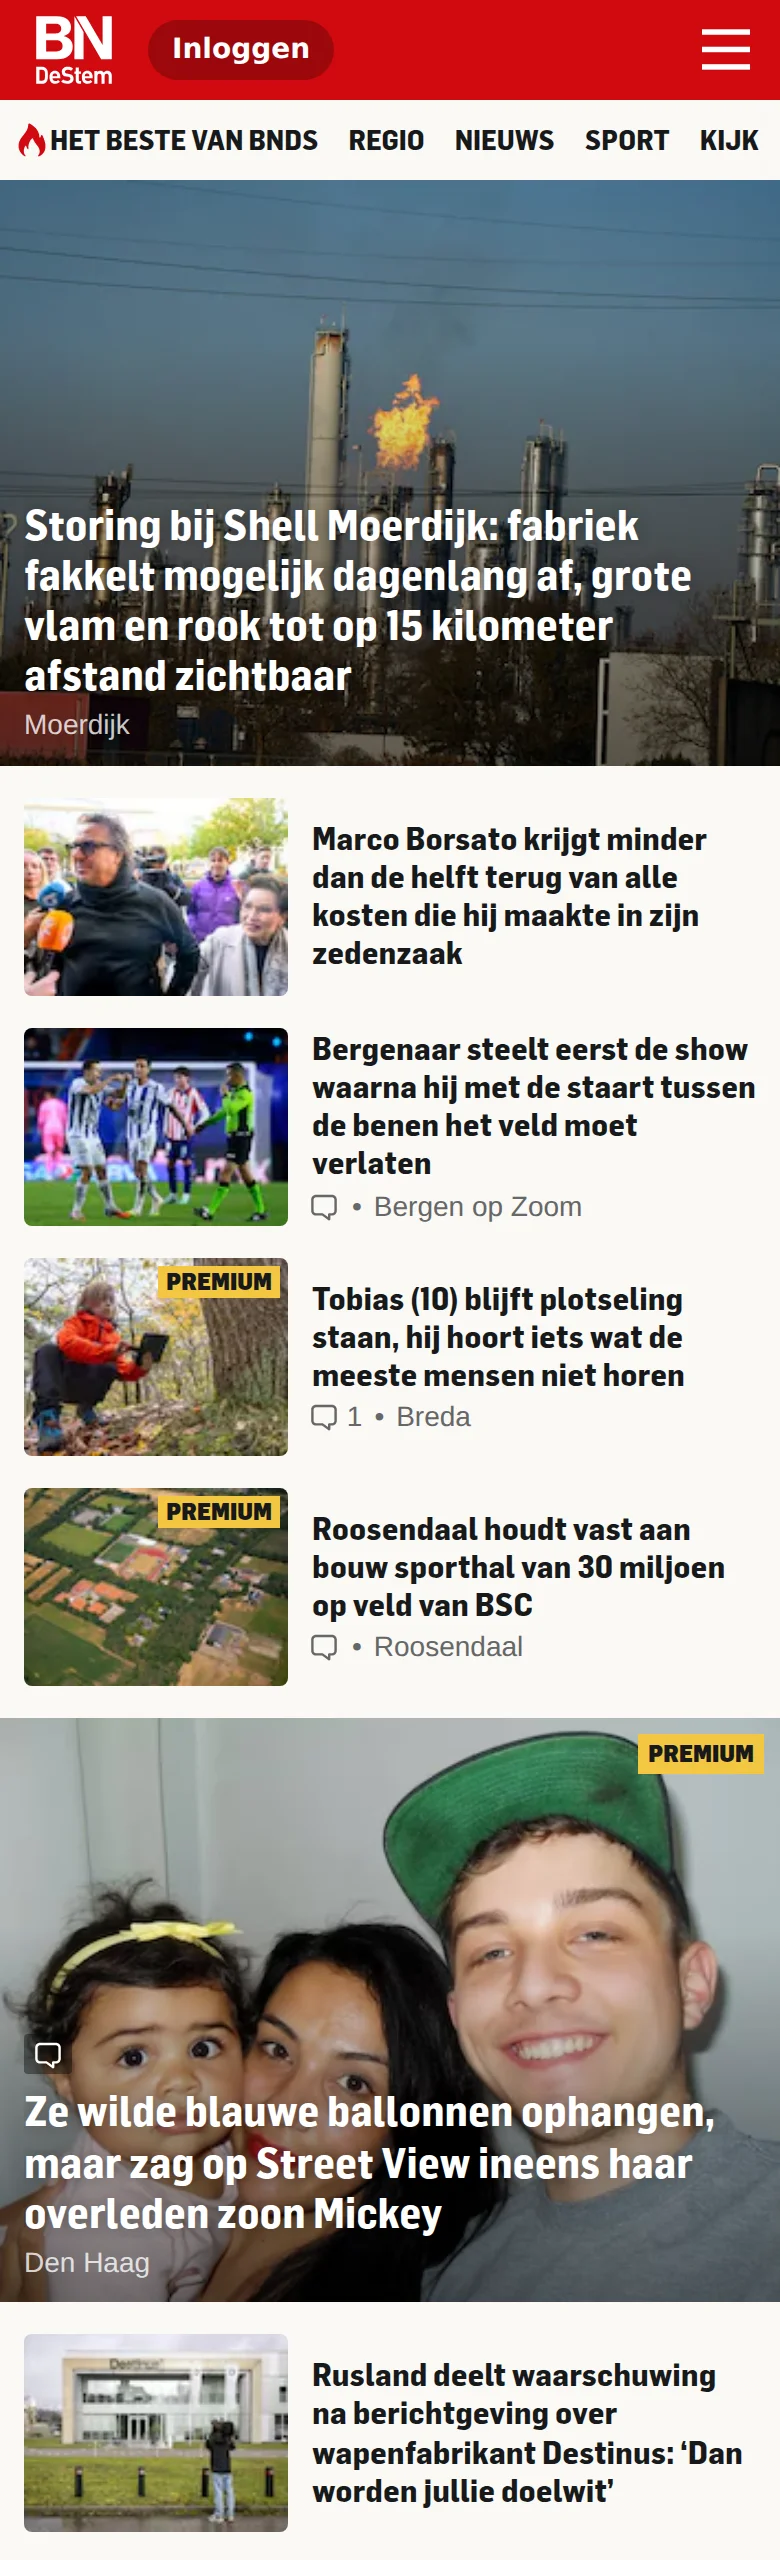 BN
DeStem
Inloggen
HET BESTE VAN BNDS REGIO NIEUWS SPORT KIJK
Storing bij Shell Moerdijk: fabriek
fakkelt mogelijk dagenlang af, grote
vlam en rook tot op 15 kilometer
afstand zichtbaar
Moerdijk
Marco Borsato krijgt minder
dan de helft terug van alle
kosten die hij maakte in zijn
zedenzaak
Bergenaar steelt eerst de show
waarna hij met de staart tussen
de benen het veld moet
verlaten
• Bergen op Zoom
PREMIUM
Tobias (10) blijft plotseling
staan, hij hoort iets wat de
meeste mensen niet horen
1 • Breda
PREMIUM
Roosendaal houdt vast aan
bouw sporthal van 30 miljoen
op veld van BSC
• Roosendaal
PREMIUM
Ze wilde blauwe ballonnen ophangen,
maar zag op Street View ineens haar
overleden zoon Mickey
Den Haag
Destinus
Rusland deelt waarschuwing
na berichtgeving over
wapenfabrikant Destinus: ‘Dan
worden jullie doelwit’